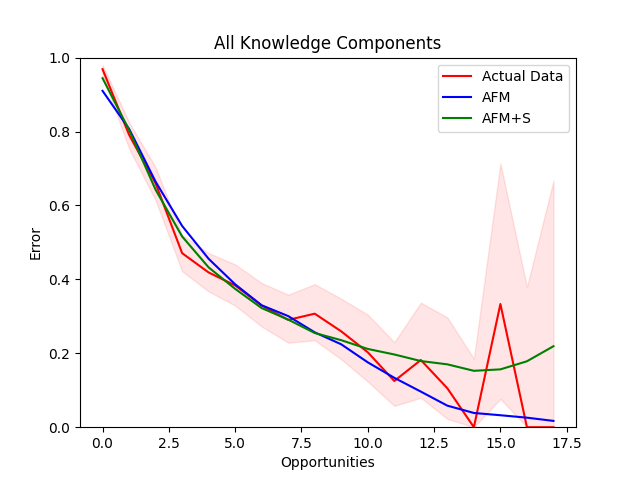 All Knowledge Components
Actual Data
AFM
AFM+S
Error
1.0
0.8
0.6
0.4
0.2
0.0
0.0 2.5 5.0 7.5 10.0 12.5 15.0 17.5
Opportunities